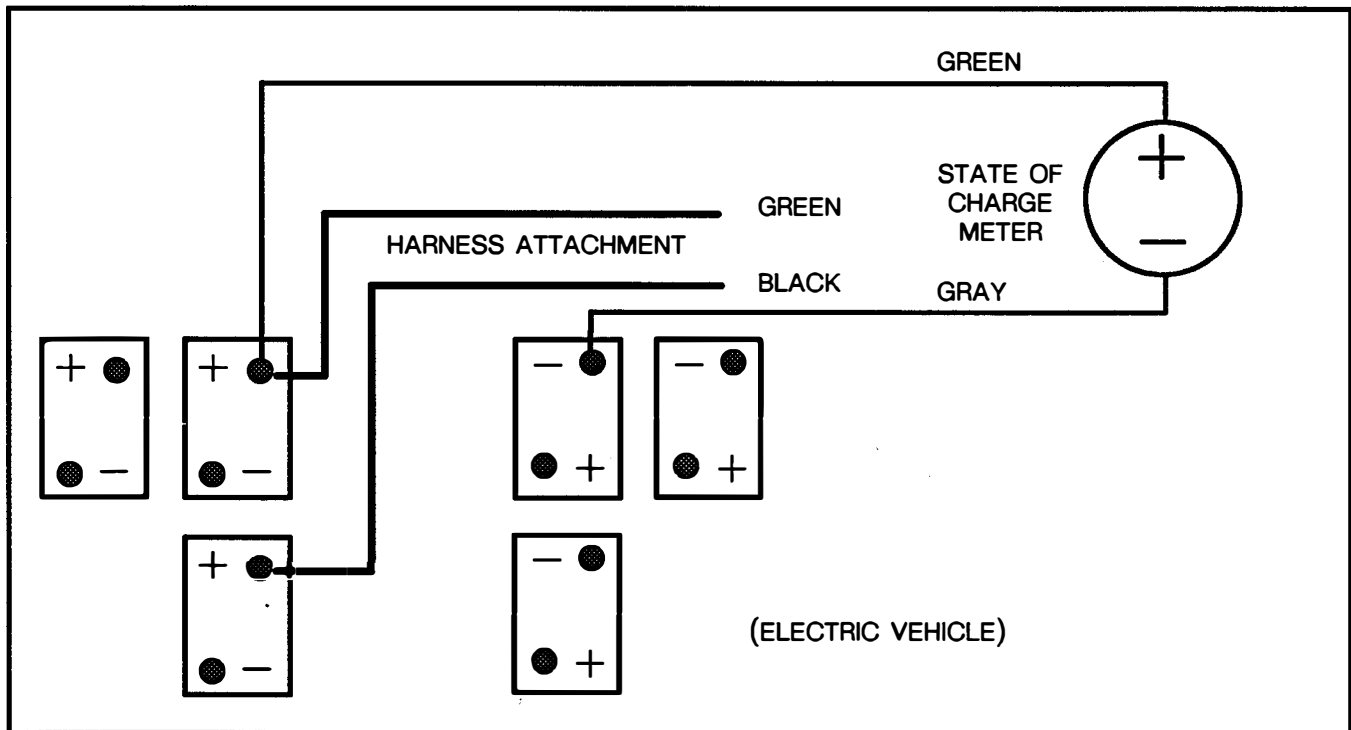 GREEN
STATE OF
CHARGE
METER
+
−
GREEN
HARNESS ATTACHMENT
BLACK
GRAY
+
+
−
−
−
−
+
+
+
−
−
+
(ELECTRIC VEHICLE)